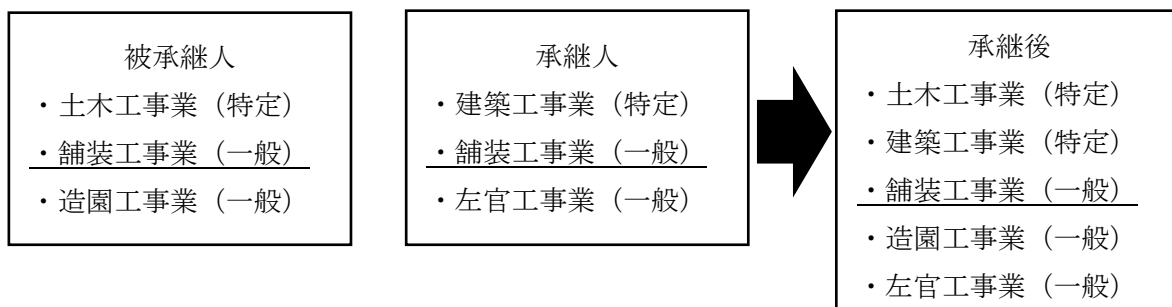 被承継人
・土木工事業（特定）
・舗装工事業（一般）
・造園工事業（一般）
承継人
・建築工事業（特定）
・舗装工事業（一般）
・左官工事業（一般）
承継後
・土木工事業（特定）
・建築工事業（特定）
・舗装工事業（一般）
・造園工事業（一般）
・左官工事業（一般）